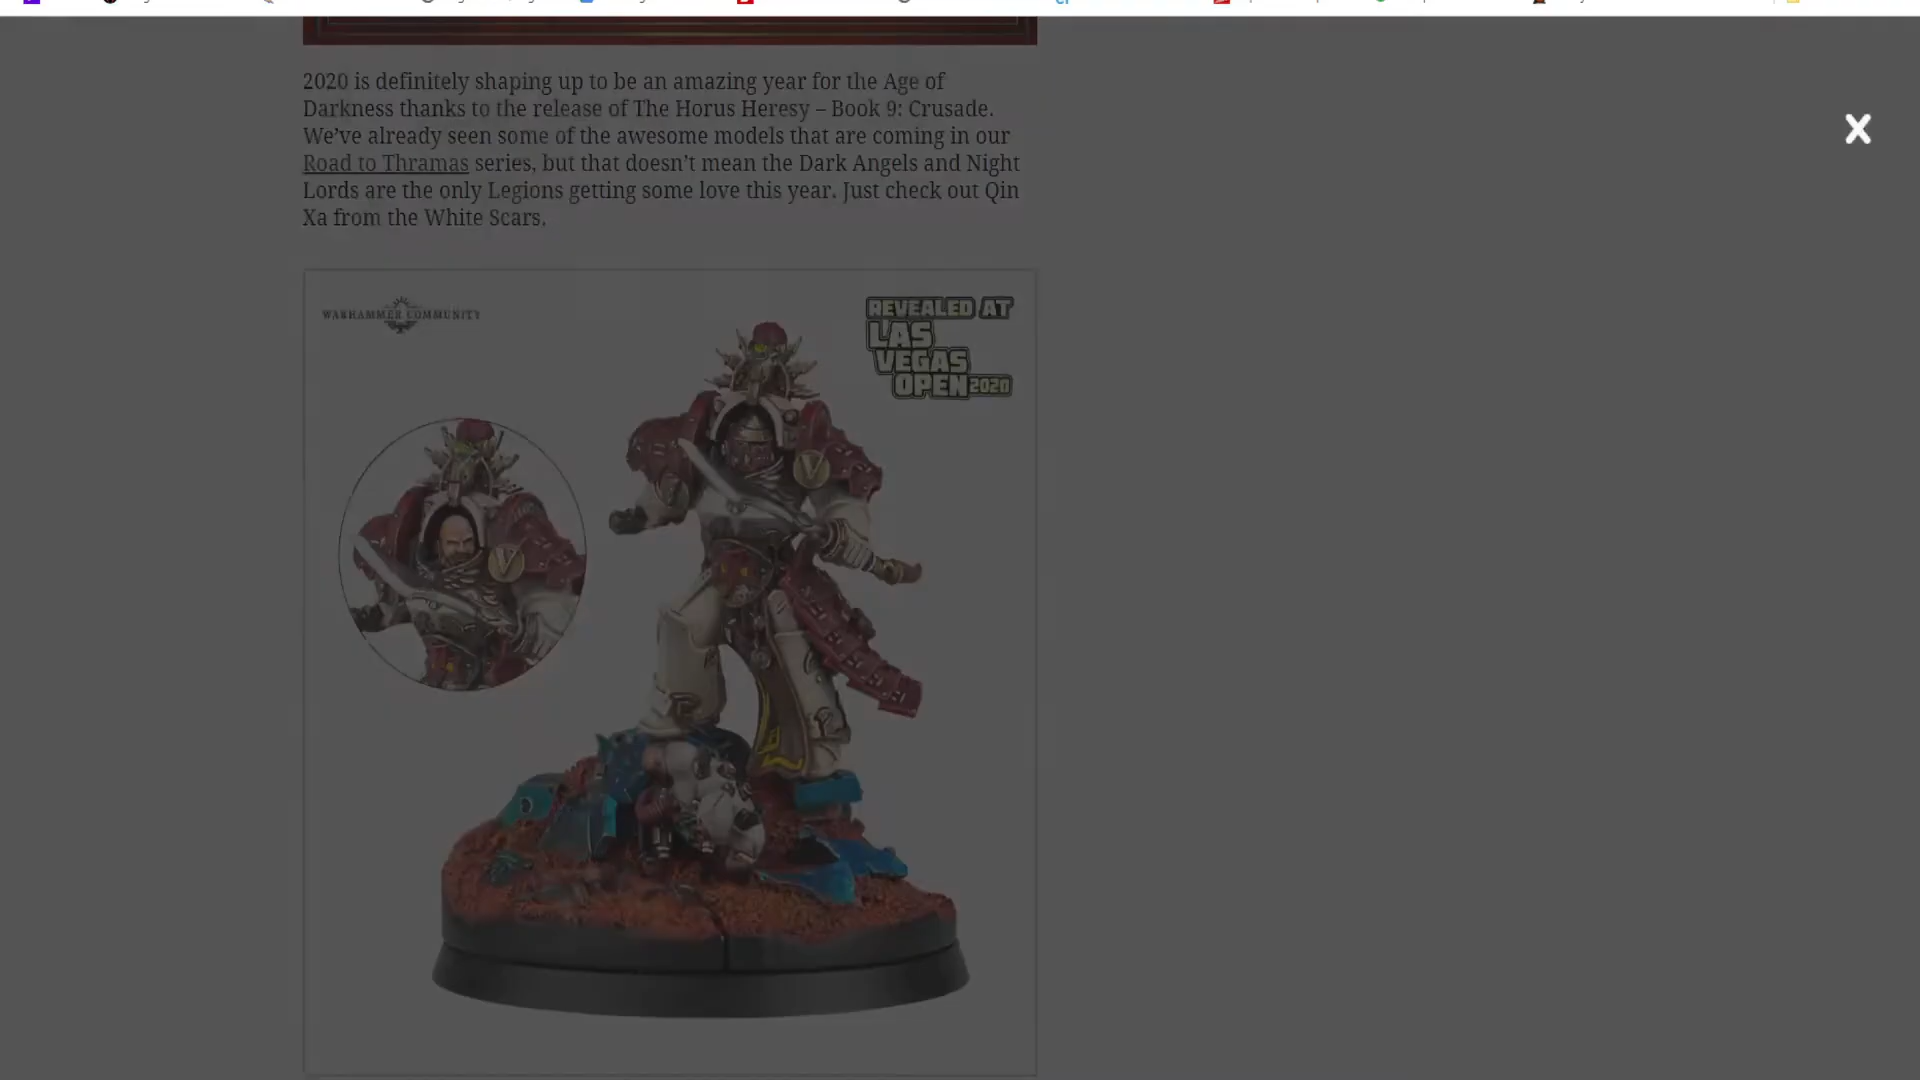 2020 is definitely shaping up to be an amazing year for the Age of
Darkness thanks to the release of The Horus Heresy – Book 9: Crusade.
We’ve already seen some of the awesome models that are coming in our
Road to Thramas series, but that doesn’t mean the Dark Angels and Night
Lords are the only Legions getting some love this year. Just check out Qin
Xa from the White Scars.
WARHAMMER COMMUNITY
REVEALED AT
LAS
VEGAS
OPEN 2020
V
V
X